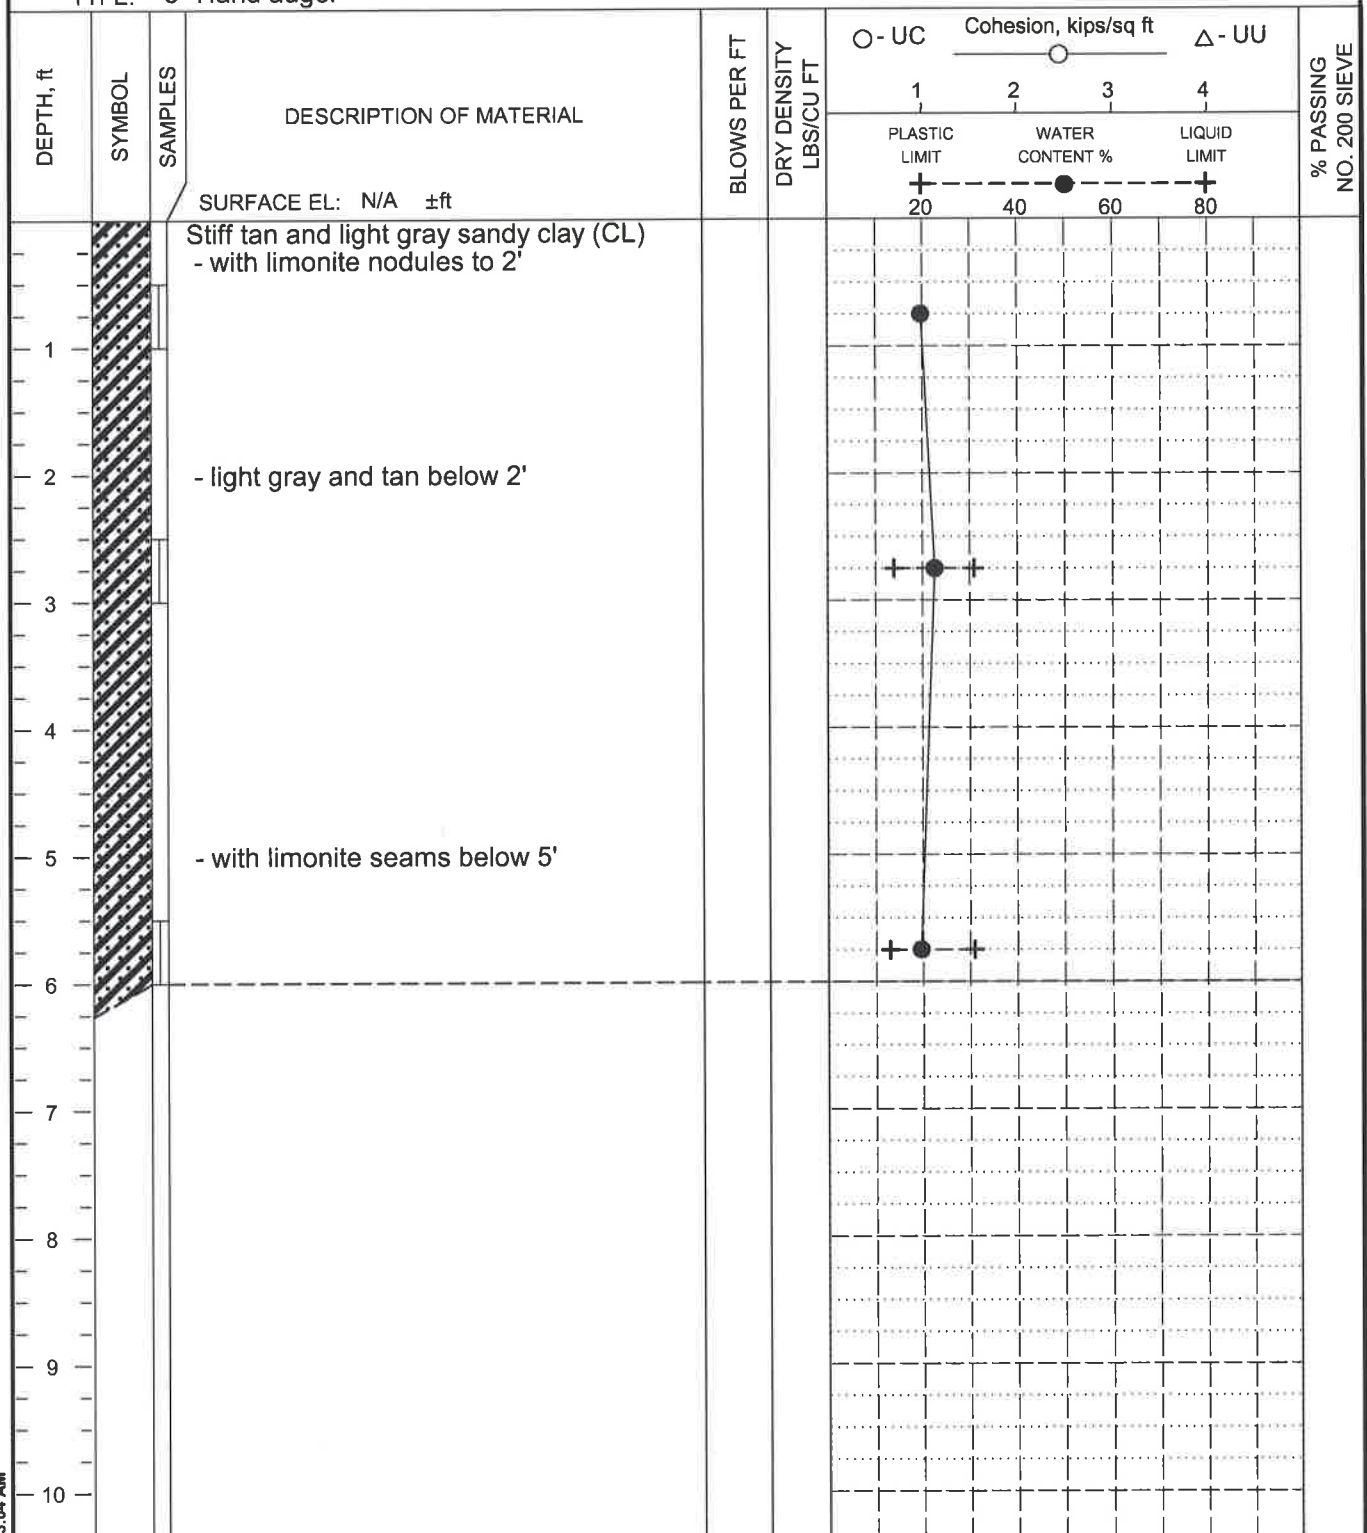 Hand auger
DEPTH, ft
SYMBOL
SAMPLES
DESCRIPTION OF MATERIAL
SURFACE EL: N/A ±ft
BLOWS PER FT
DRY DENSITY
LBS/CU FT
O - UC
Cohesion, kips/sq ft
△ - UU
1 2 3 4
PLASTIC
LIMIT
WATER
CONTENT %
LIQUID
LIMIT
20 40 60 80
% PASSING
NO. 200 SIEVE
Stiff tan and light gray sandy clay (CL)
- with limonite nodules to 2'
1
2
- light gray and tan below 2'
3
4
5
- with limonite seams below 5'
6
7
8
9
10